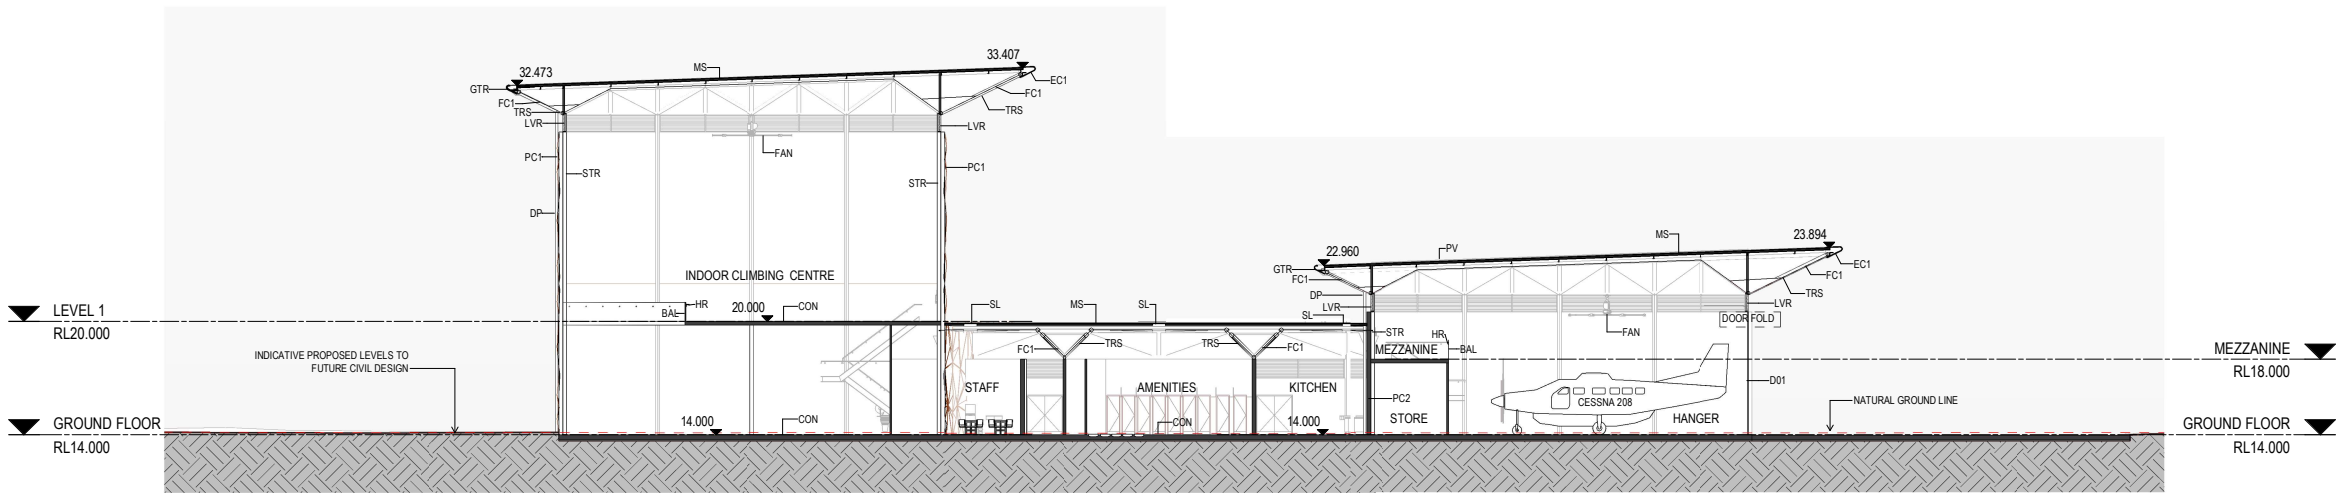 33.407
32.473
MS
EC1
GTR
FC1
FC1
TRS
TRS
LVR
LVR
FAN
PC1
PC1
STR
STR
DP
MS
23.894
PV
22.960
EC1
GTR
FC1
FC1
INDOOR CLIMBING CENTRE
DP
TRS
HR
20.000
CON
SL
MS
SL
LVR
LVR
LEVEL 1
BAL
SL
DOOR FOLD
RL20.000
STR
FAN
HR
FC1
TRS
TRS
FC1
MEZZANINE
BAL
MEZZANINE
INDICATIVE PROPOSED LEVELS TO
FUTURE CIVIL DESIGN
RL18.000
STAFF
AMENITIES
KITCHEN
D01
PC2
CESSNA 208
NATURAL GROUND LINE
GROUND FLOOR
14.000
CON
CON
14.000
STORE
HANGER
GROUND FLOOR
RL14.000
RL14.000